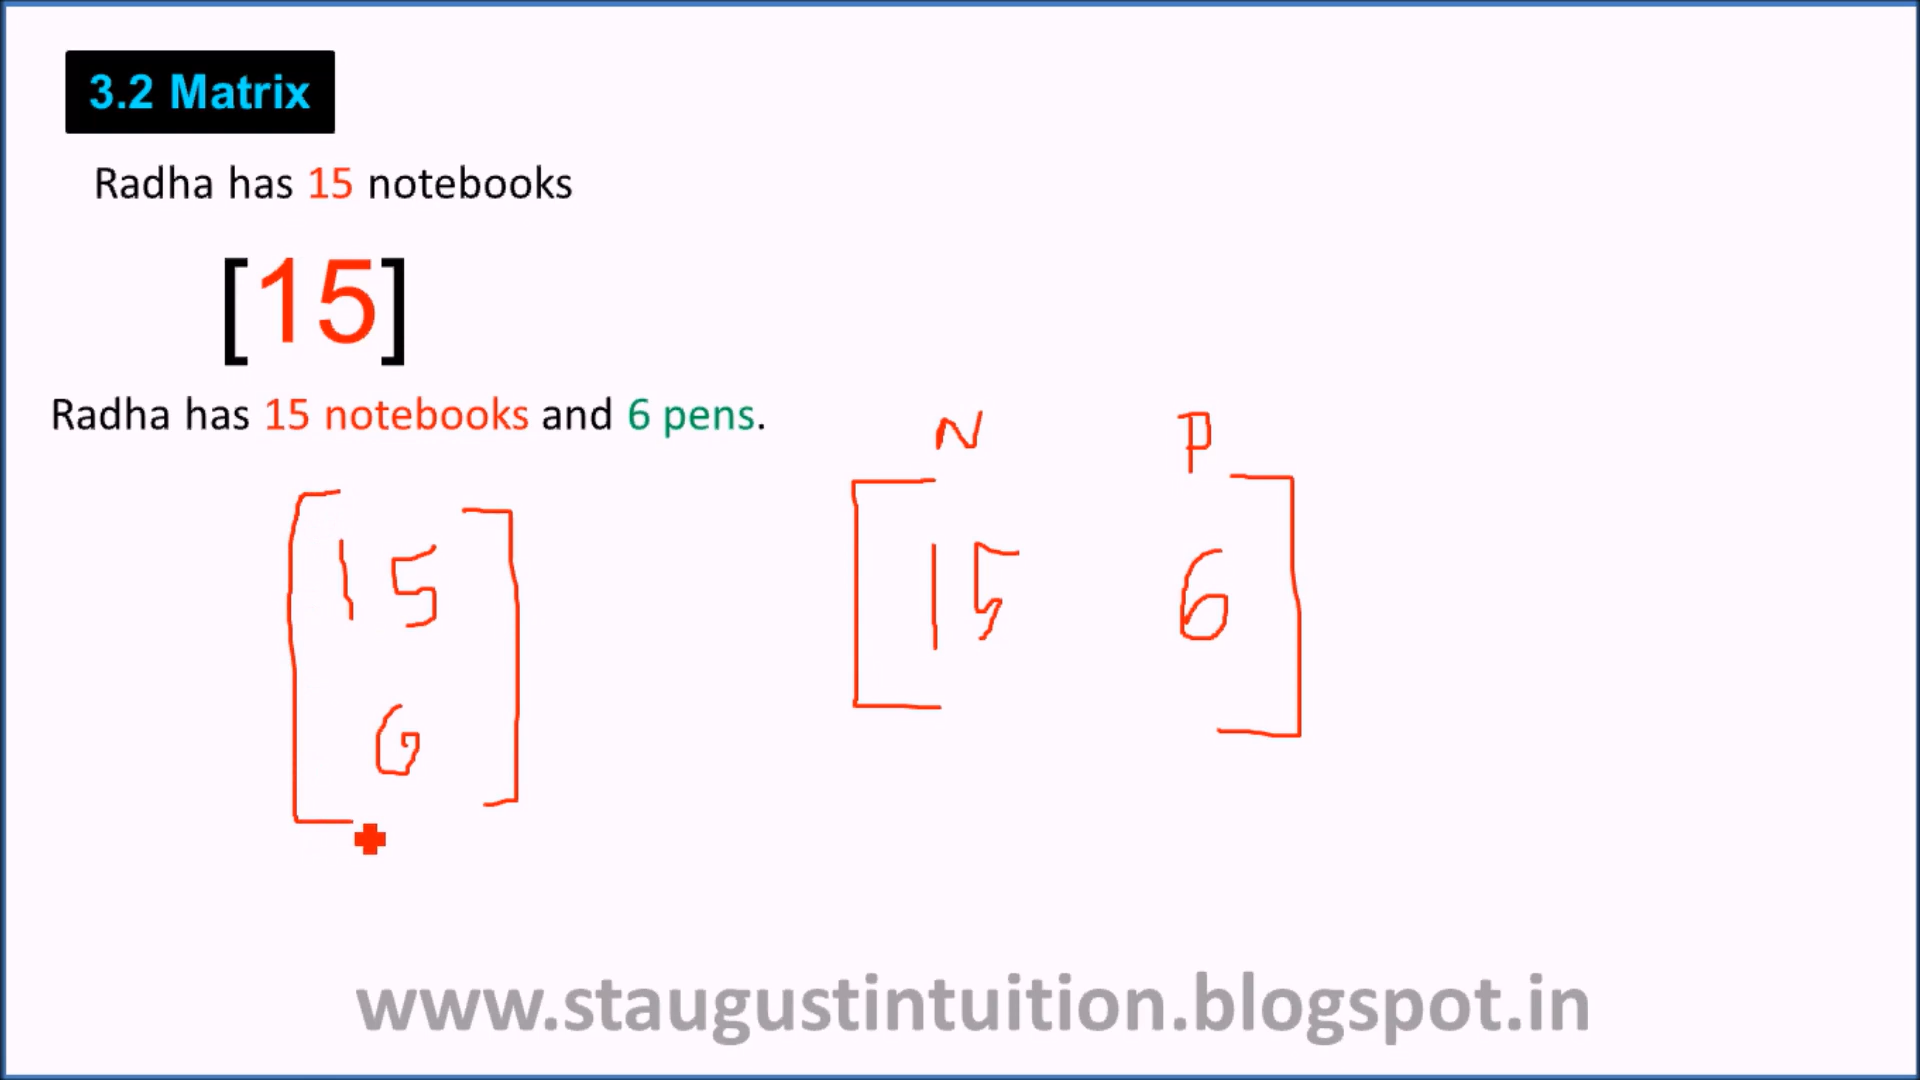 3.2 Matrix
Radha has 15 notebooks
[15]
Radha has 15 notebooks and 6 pens.
N P
[15 6]
[15
6]
www.staugustintuition.blogspot.in